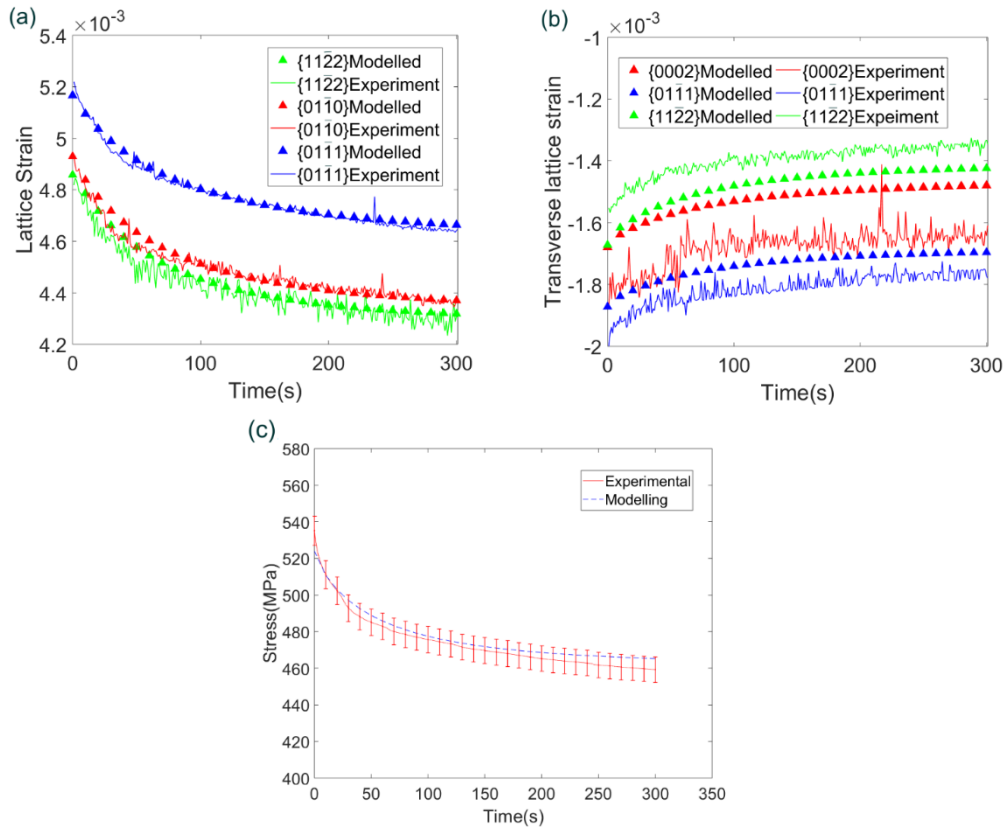 (a)
×10⁻³
5.4
5.2
5
4.8
4.6
4.4
4.2
0
100
200
300
Lattice Strain
Time(s)
{112̄2}Modelled
{112̄2}Experiment
{011̄0}Modelled
{011̄0}Experiment
{011̄1}Modelled
{011̄1}Experiment
(b)
×10⁻³
-1
-1.2
-1.4
-1.6
-1.8
-2
0
100
200
300
Transverse lattice strain
Time(s)
{0002}Modelled
{011̄1}Modelled
{112̄2}Modelled
{0002}Experiment
{011̄1}Experiment
{112̄2}Expeiment
(c)
580
560
540
520
500
480
460
440
420
400
0
50
100
150
200
250
300
350
Stress(MPa)
Time(s)
Experimental
Modelling